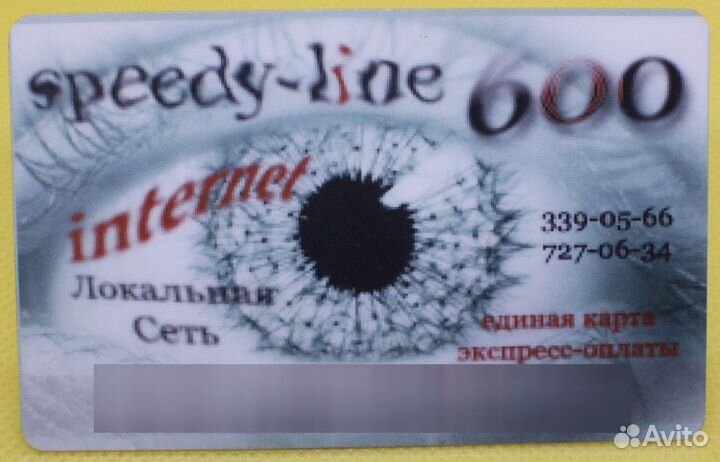 speedy-line 600
internet
339-05-66
727-06-34
Локальная
Сеть
единая карта
экспресс-оплаты
Avito